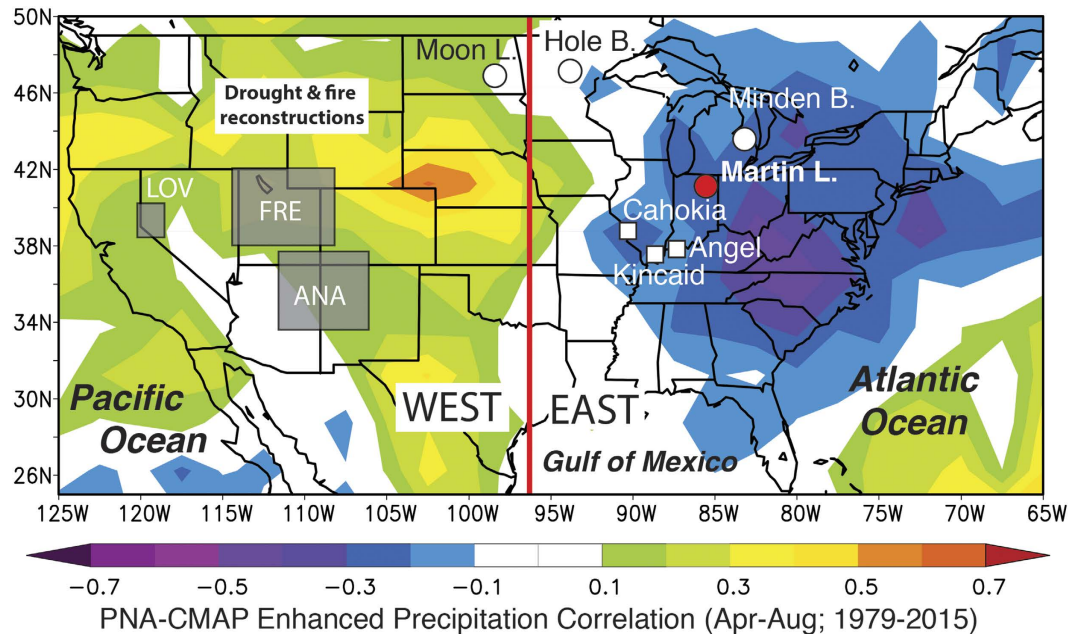 50N
46N
42N
38N
34N
30N
26N
Moon L.
Hole B.
Drought & fire
reconstructions
Minden B.
Martin L.
LOV
FRE
Cahokia
Angel
Kincaid
ANA
Pacific
Ocean
WEST
EAST
Gulf of Mexico
Atlantic
Ocean
125W 120W 115W 110W 105W 100W 95W 90W 85W 80W 75W 70W 65W
−0.7 −0.5 −0.3 −0.1 0.1 0.3 0.5 0.7
PNA-CMAP Enhanced Precipitation Correlation (Apr-Aug; 1979-2015)